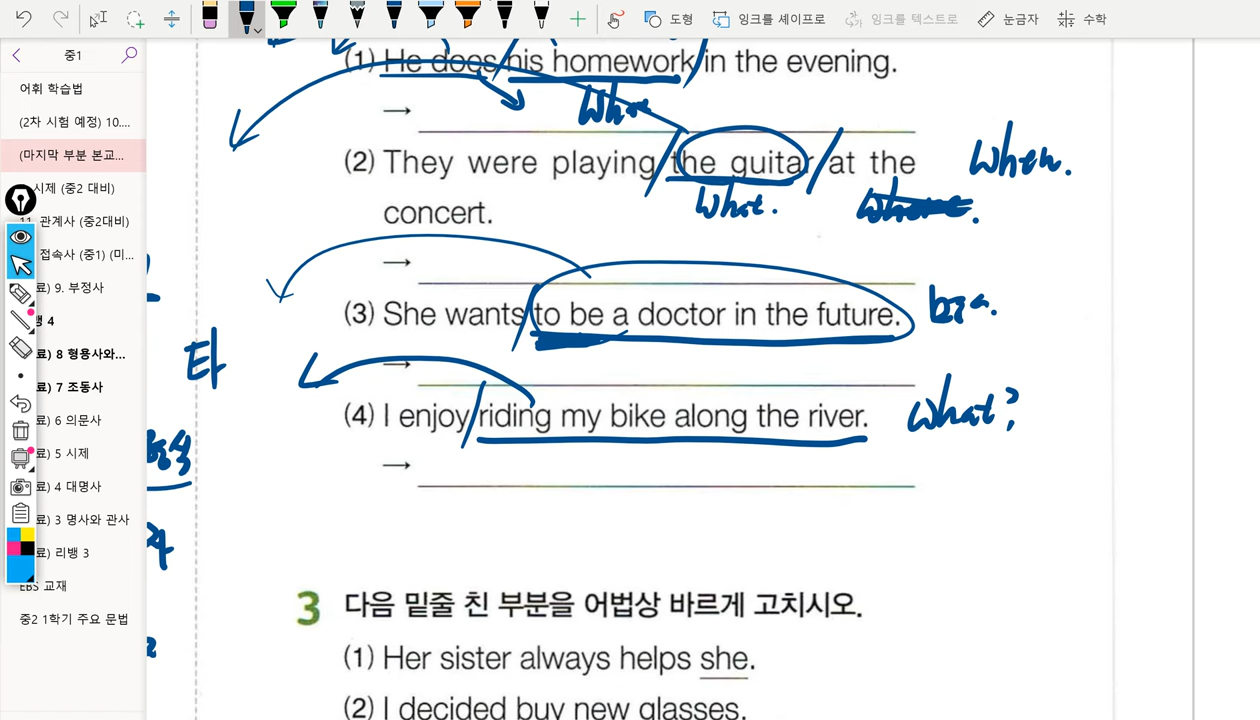 도형
잉크를 셰이프로
잉크를 텍스트로
눈금자
수학
중1
어휘 학습법
(2차 시험 예정) 10....
(마지막 부분 본교...
시제 (중2 대비)
관계사 (중2대비)
접속사 (중1) (미...
료) 9. 부정사
뱅 4
료) 8 형용사와...
료) 7 조동사
료) 6 의문사
료) 5 시제
료) 4 대명사
료) 3 명사와 관사
료) 리뱅 3
EBS 교재
중2 1학기 주요 문법
(1) He does his homework in the evening.
→
(2) They were playing the guitar at the
when.
what.
concert.
→
(3) She wants to be a doctor in the future.
타
→
(4) I enjoy riding my bike along the river.
what?
→
3 다음 밑줄 친 부분을 어법상 바르게 고치시오.
(1) Her sister always helps she.
(2) I decided buy new glasses.